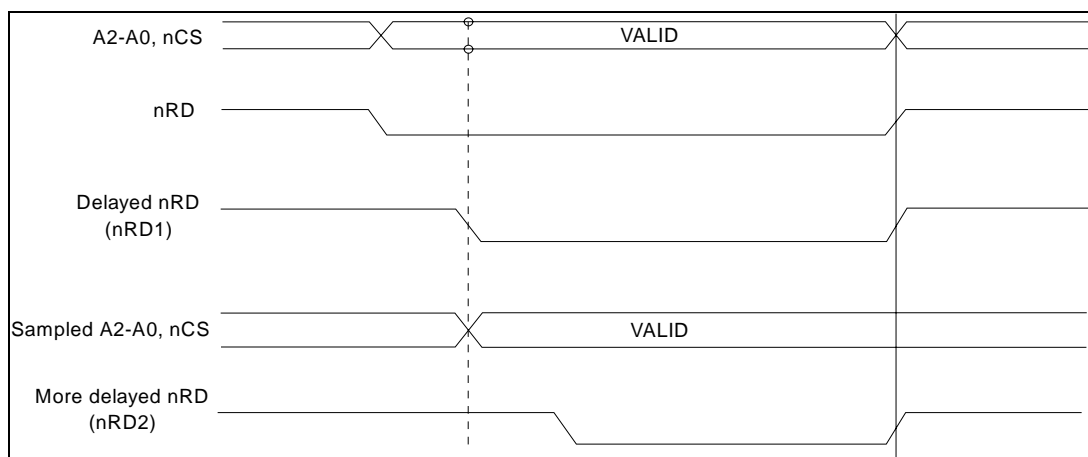 A2-A0, nCS
VALID
nRD
Delayed nRD
(nRD1)
Sampled A2-A0, nCS
VALID
More delayed nRD
(nRD2)